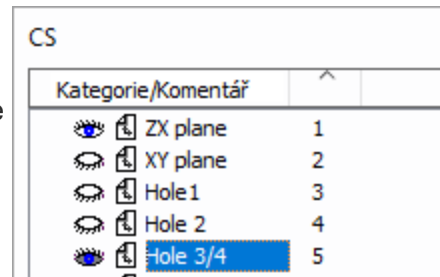 CS
Kategorie/Komentář
e
ZX plane 1
XY plane 2
Hole1 3
Hole 2 4
Hole 3/4 5